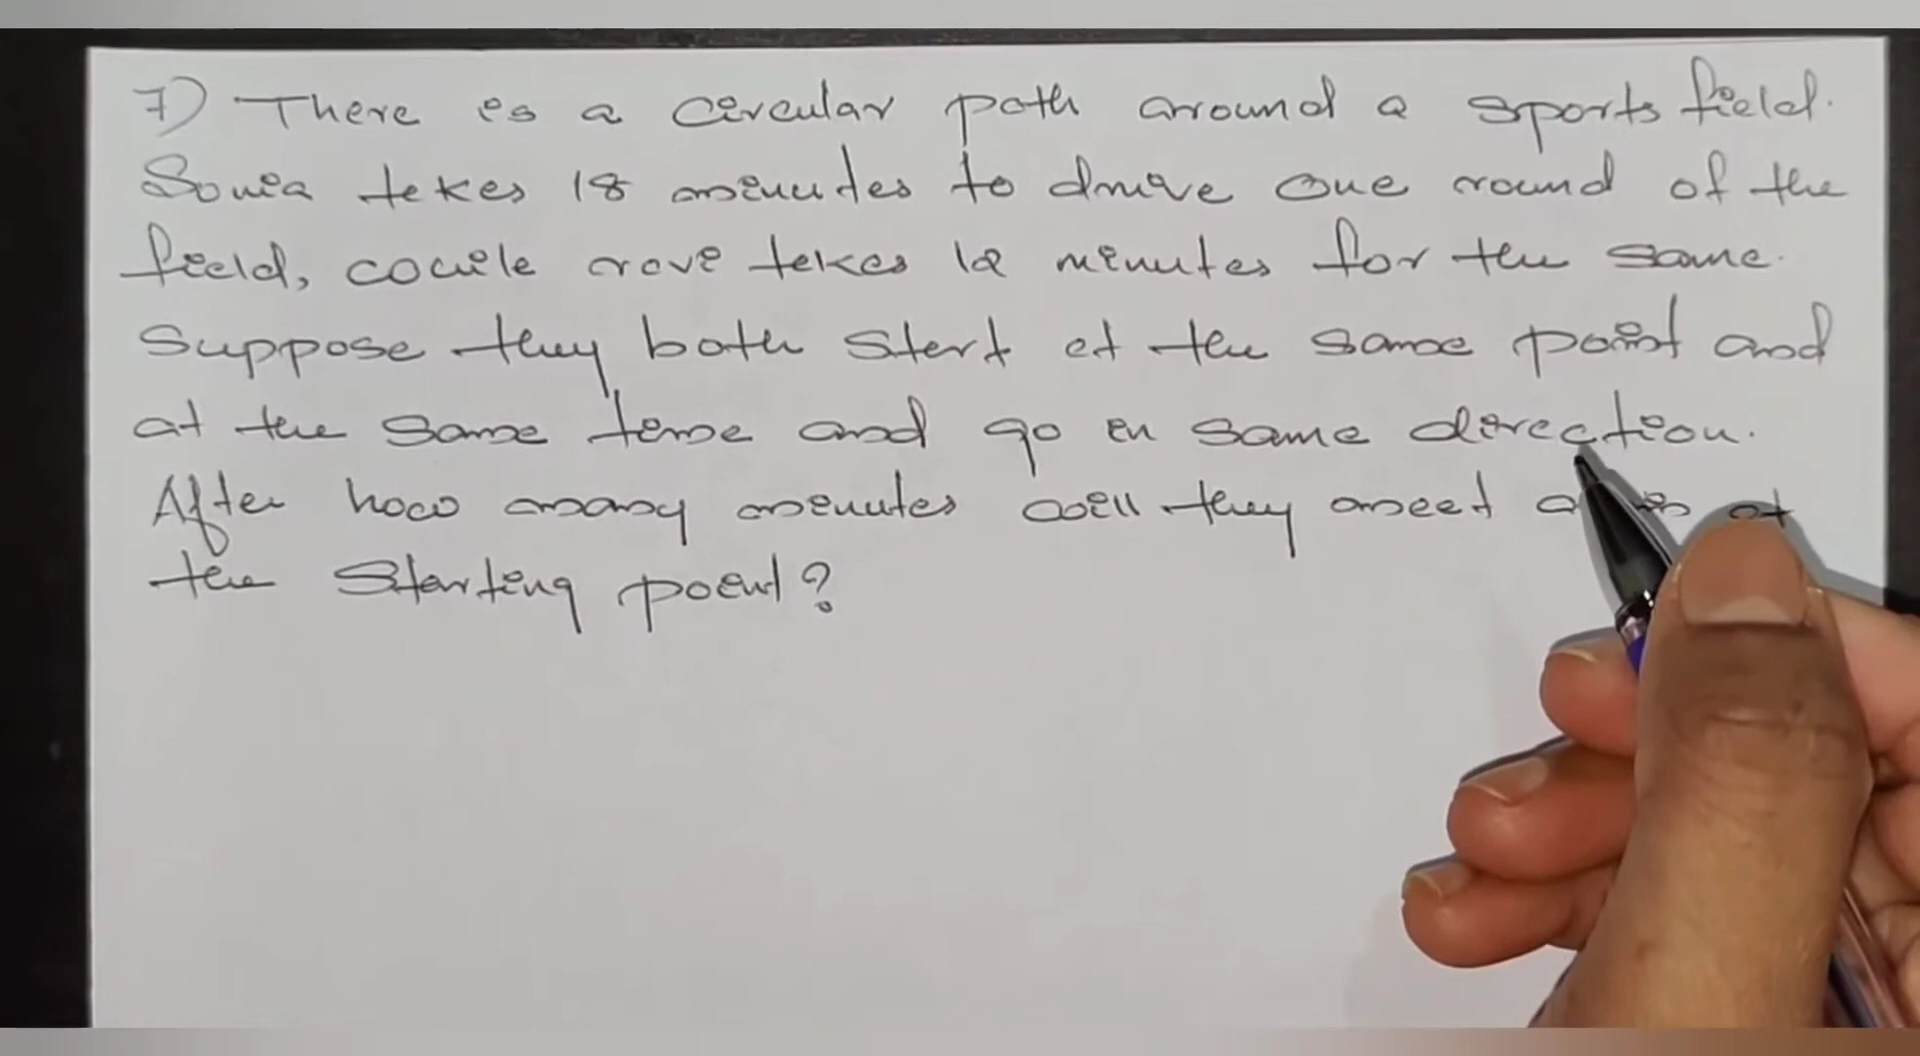 7) There is a circular path around a sports field.
Sonia takes 18 minutes to drive one round of the
field, while ravi takes 12 minutes for the same.
Suppose they both start at the same point and
at the same time and go in same direction.
After how many minutes will they meet at
the starting point?